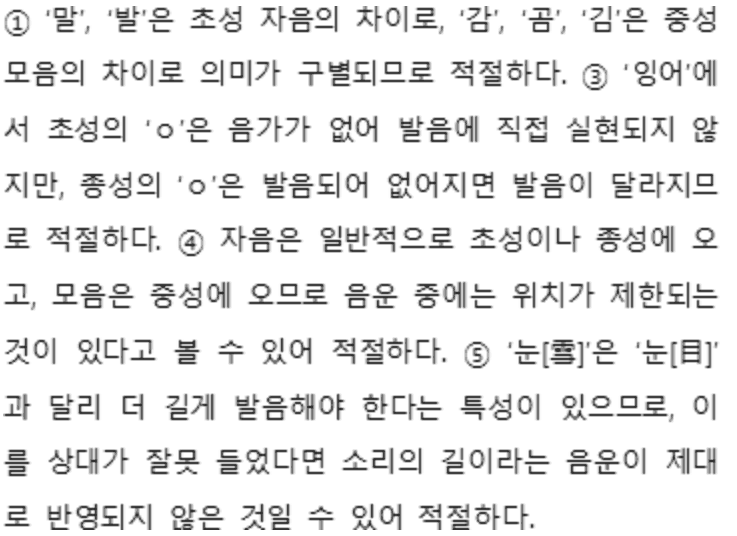 ① ‘말’, ‘발’은 초성 자음의 차이로, ‘감’, ‘곰’, ‘김’은 중성
모음의 차이로 의미가 구별되므로 적절하다. ③ ‘잉어’에
서 초성의 ‘ㅇ’은 음가가 없어 발음에 직접 실현되지 않
지만, 종성의 ‘ㅇ’은 발음되어 없어지면 발음이 달라지므
로 적절하다. ④ 자음은 일반적으로 초성이나 종성에 오
고, 모음은 중성에 오므로 음운 중에는 위치가 제한되는
것이 있다고 볼 수 있어 적절하다. ⑤ ‘눈[雪]’은 ‘눈[目]’
과 달리 더 길게 발음해야 한다는 특성이 있으므로, 이
를 상대가 잘못 들었다면 소리의 길이라는 음운이 제대
로 반영되지 않은 것일 수 있어 적절하다.